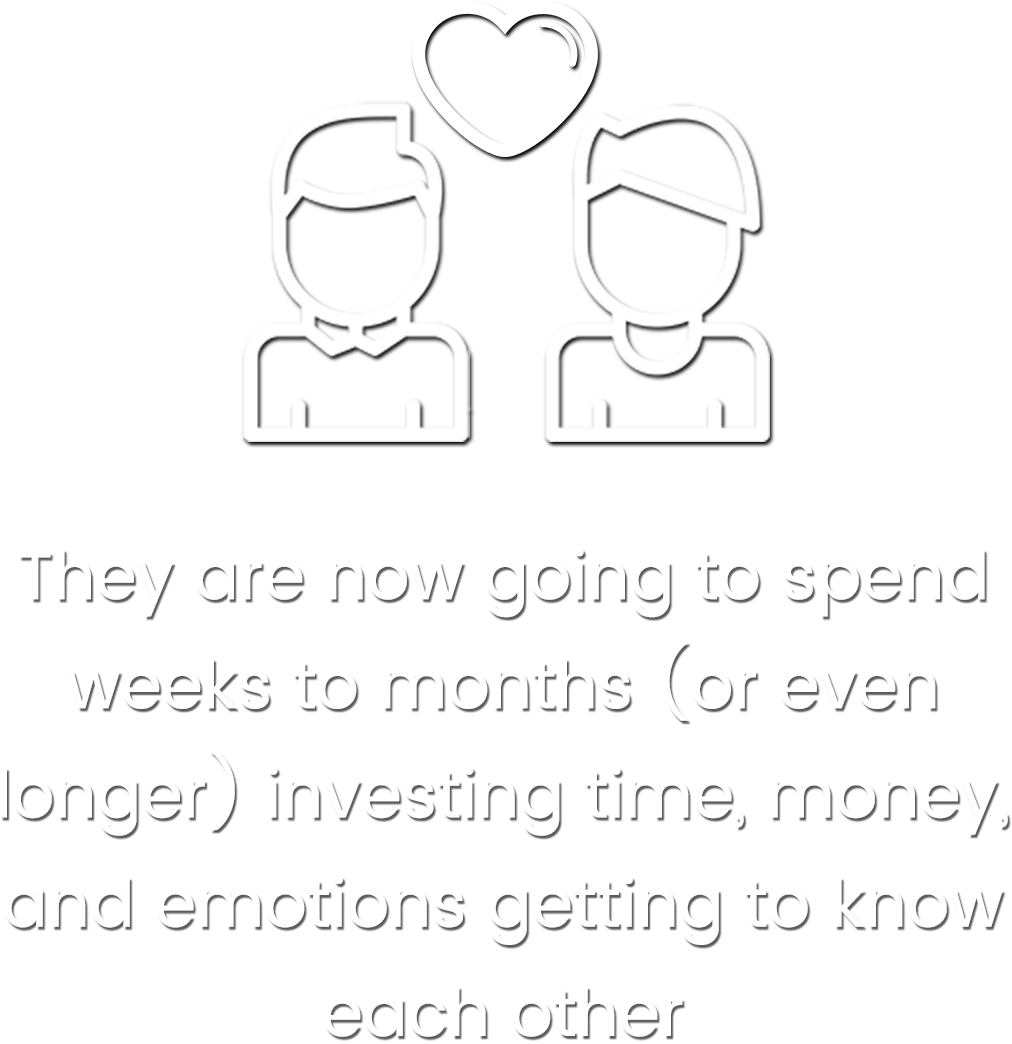 They are now going to spend
weeks to months (or even
longer) investing time, money,
and emotions getting to know
each other